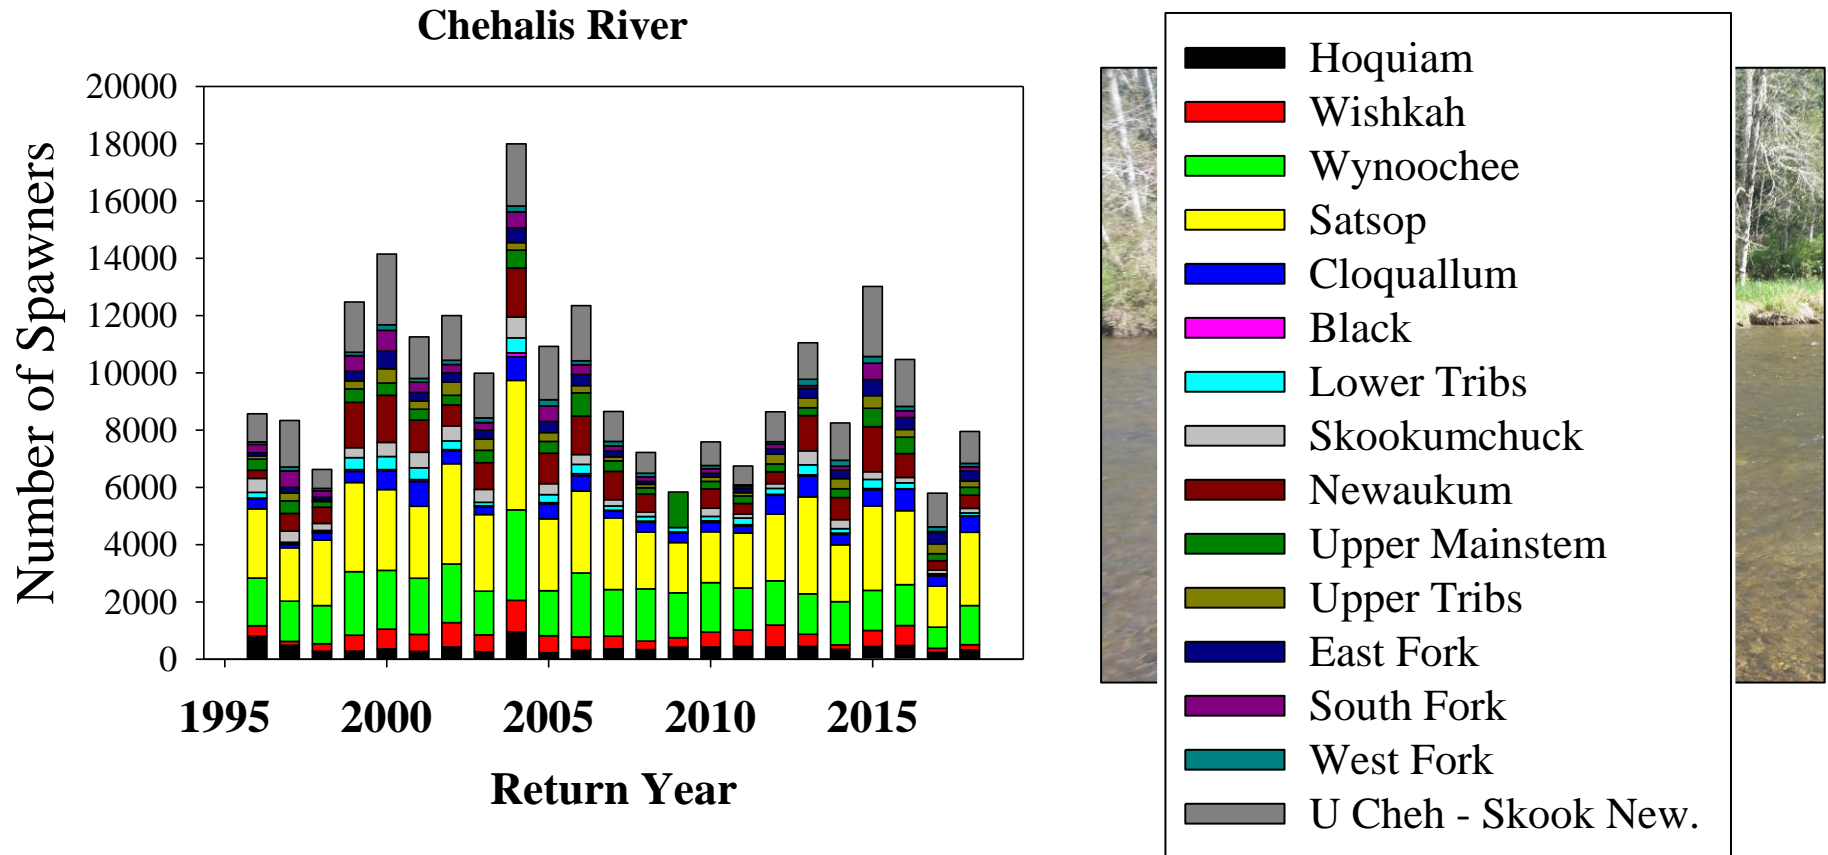 Chehalis River
Number of Spawners
20000
18000
16000
14000
12000
10000
8000
6000
4000
2000
0
1995 2000 2005 2010 2015
Return Year
Hoquiam
Wishkah
Wynoochee
Satsop
Cloquallum
Black
Lower Tribs
Skookumchuck
Newaukum
Upper Mainstem
Upper Tribs
East Fork
South Fork
West Fork
U Cheh - Skook New.